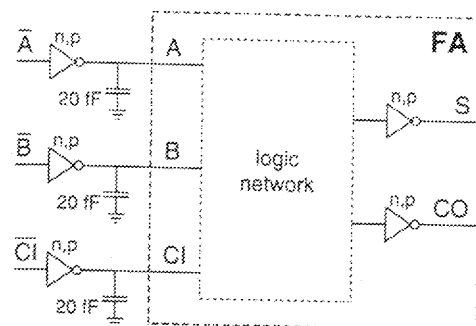 FA
A̅
n,p
A
20 fF
n,p
S
B̅
n,p
B
20 fF
logic
network
n,p
CO
C̅I̅
n,p
CI
20 fF